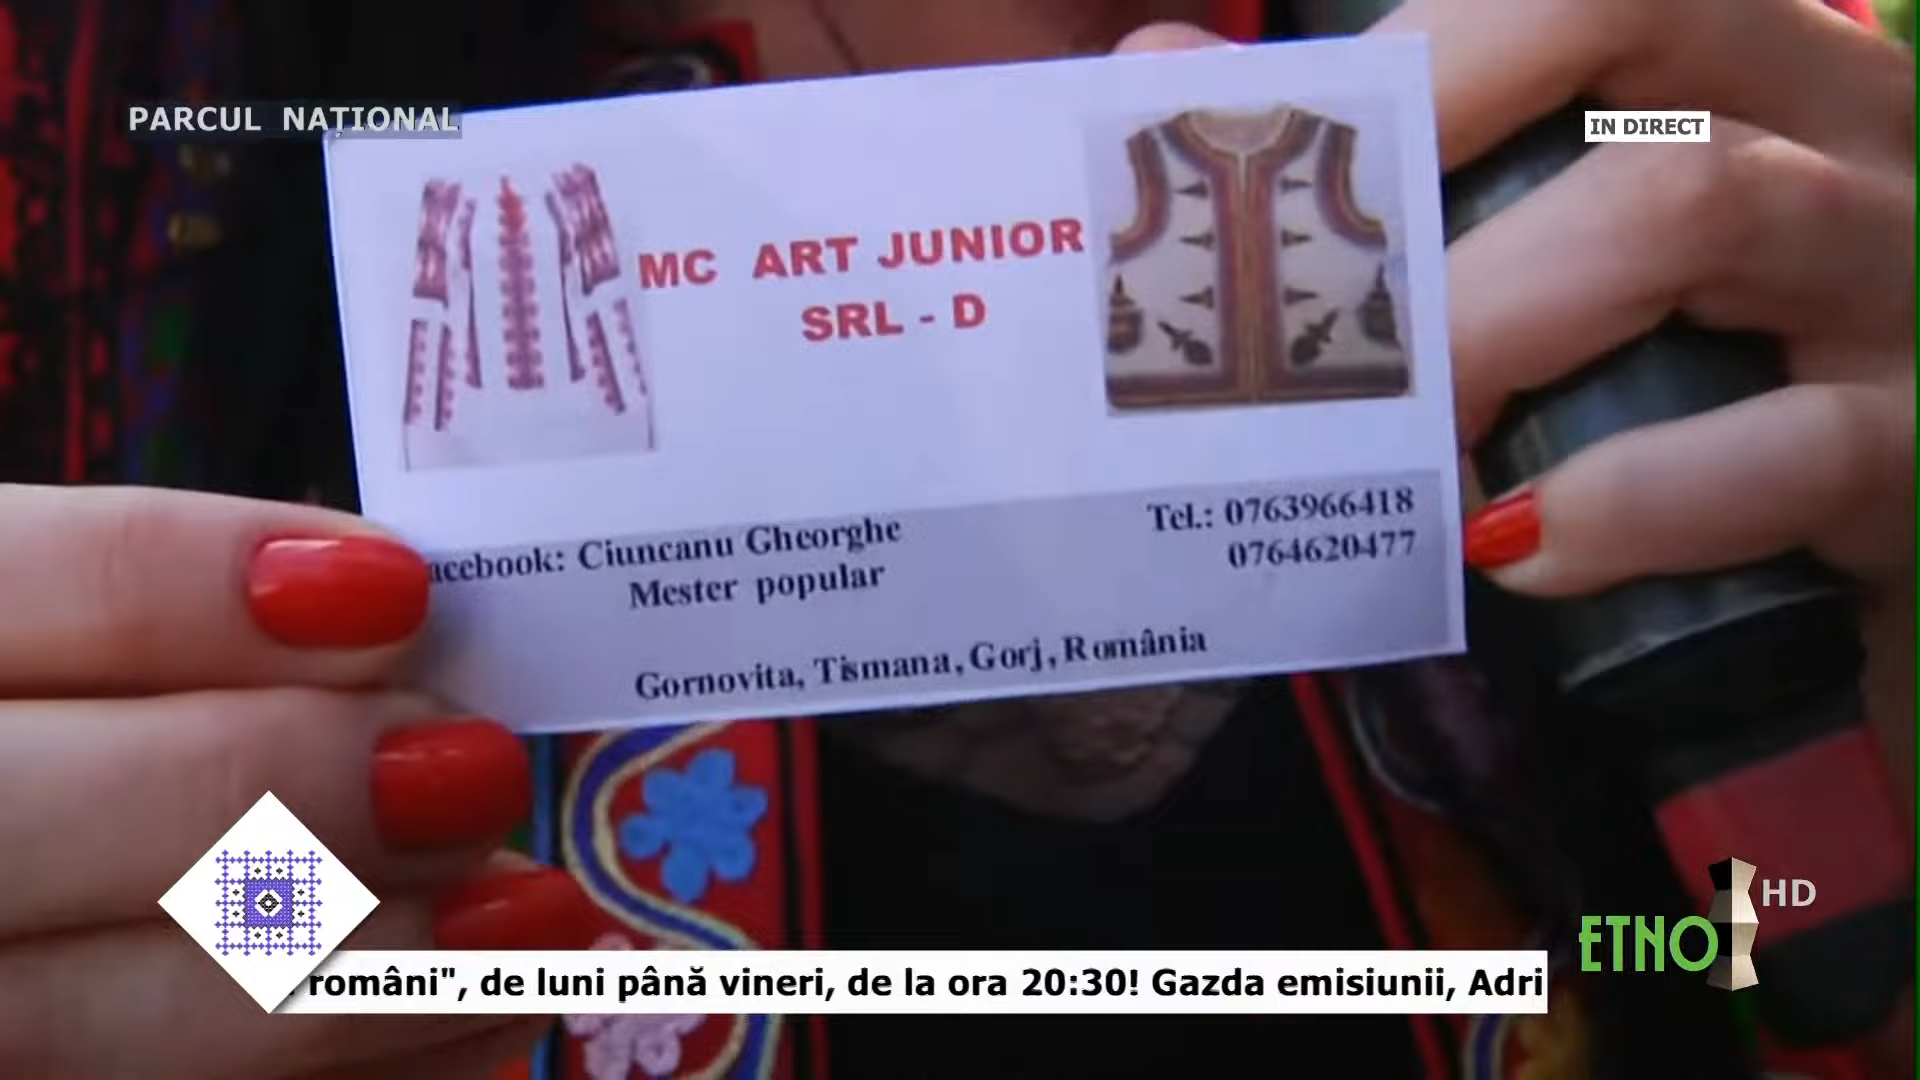 PARCUL NAȚIONAL
IN DIRECT
MC ART JUNIOR
SRL - D
acebook: Ciuncanu Gheorghe
Mester popular
Tel.: 0763966418
0764620477
Gornovita, Tismana, Gorj, România
români", de luni până vineri, de la ora 20:30! Gazda emisiunii, Adri
ETNO HD